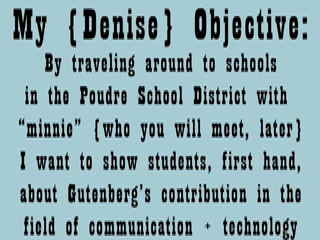 My {Denise} Objective:
By traveling around to schools
in the Poudre School District with
“minnie” {who you will meet, later}
I want to show students, first hand,
about Gutenberg’s contribution in the
field of communication + technology